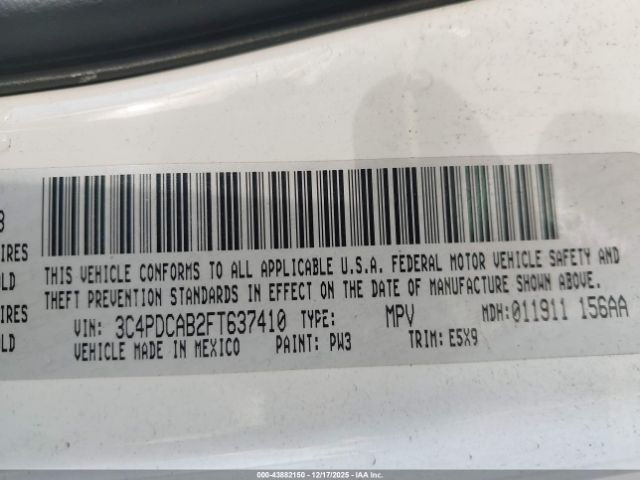 IRES
OLD
IRES
OLD
THIS VEHICLE CONFORMS TO ALL APPLICABLE U.S.A. FEDERAL MOTOR VEHICLE SAFETY AND
THEFT PREVENTION STANDARDS IN EFFECT ON THE DATE OF MANUFACTURE SHOWN ABOVE.
VIN: 3C4PDCAB2FT637410 TYPE: MPV MDH:011911 156AA
VEHICLE MADE IN MEXICO PAINT: PW3 TRIM: E5X9
000-43882150 - 12/17/2025 - IAA Inc.